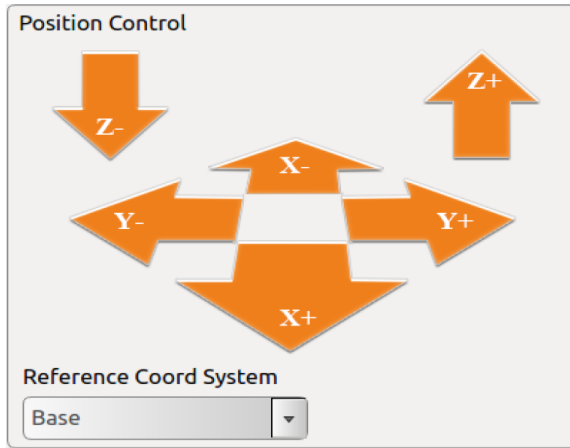 Position Control
Z-
Z+
X-
Y-
Y+
X+
Reference Coord System
Base